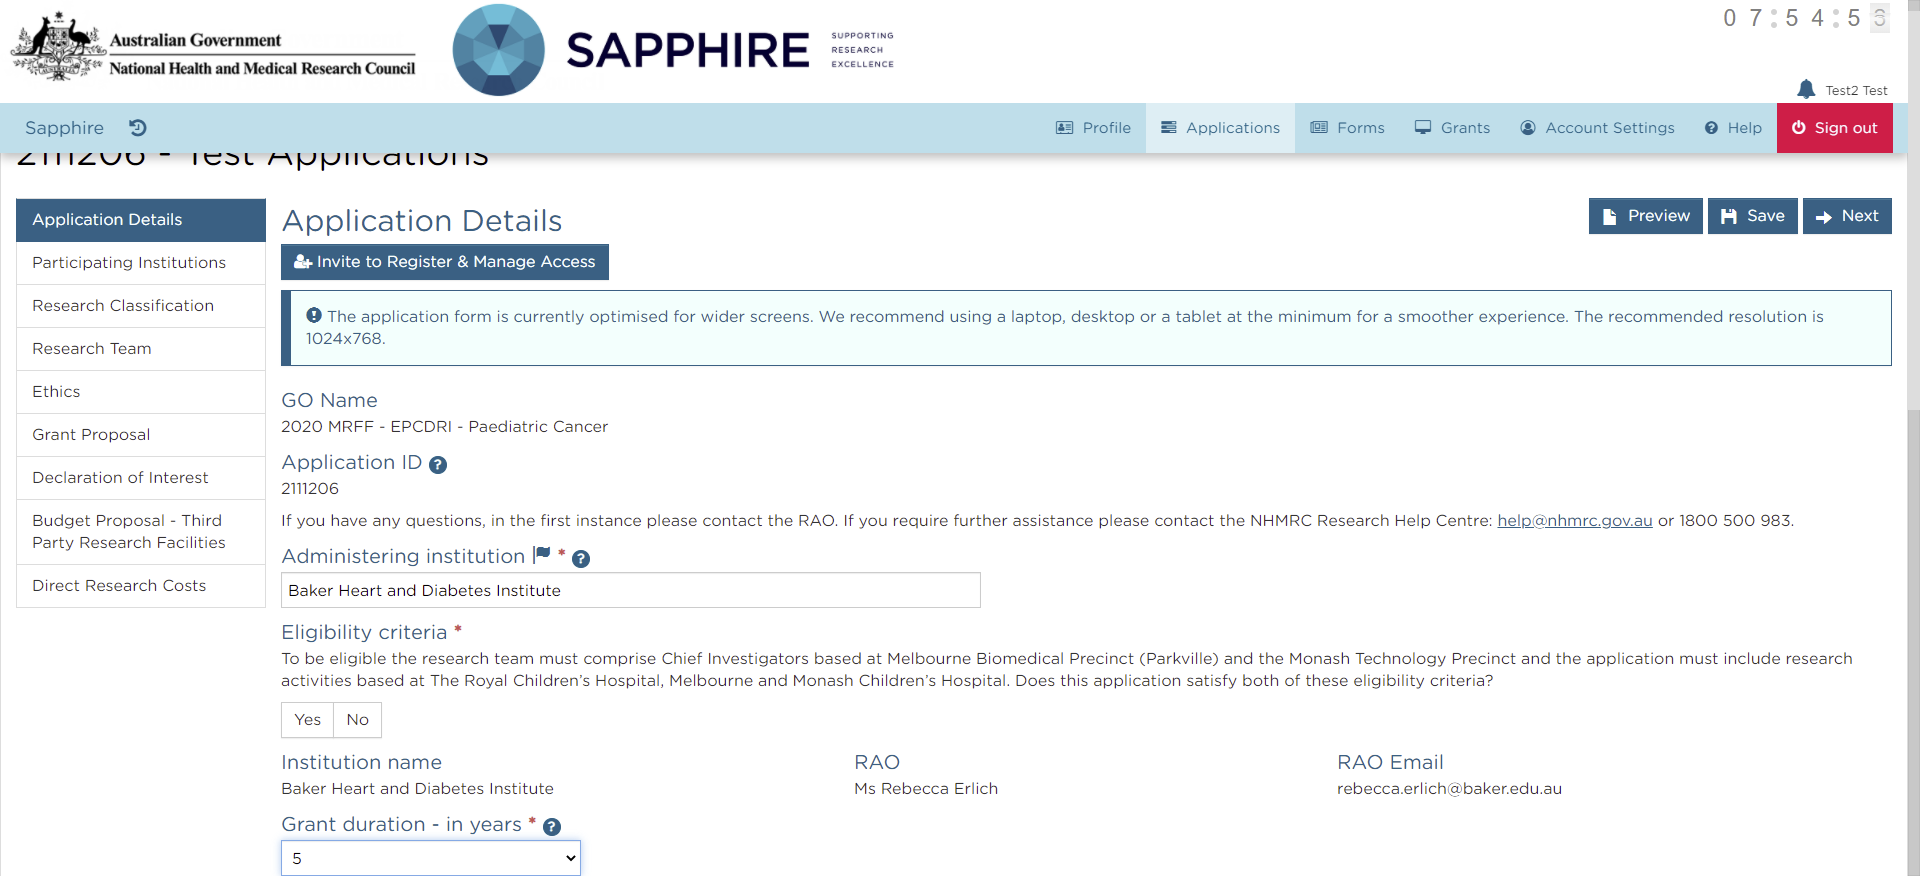 Australian Government
National Health and Medical Research Council
SAPPHIRE
SUPPORTING
RESEARCH
EXCELLENCE
07:54:5
Test2 Test
Sapphire
Profile
Applications
Forms
Grants
Account Settings
Help
Sign out
2111206 - Test Applications
Application Details
Participating Institutions
Research Classification
Research Team
Ethics
Grant Proposal
Declaration of Interest
Budget Proposal - Third
Party Research Facilities
Direct Research Costs
Application Details
Preview
Save
Next
Invite to Register & Manage Access
The application form is currently optimised for wider screens. We recommend using a laptop, desktop or a tablet at the minimum for a smoother experience. The recommended resolution is
1024x768.
GO Name
2020 MRFF - EPCDRI - Paediatric Cancer
Application ID ?
2111206
If you have any questions, in the first instance please contact the RAO. If you require further assistance please contact the NHMRC Research Help Centre: help@nhmrc.gov.au or 1800 500 983.
Administering institution * ?
Baker Heart and Diabetes Institute
Eligibility criteria *
To be eligible the research team must comprise Chief Investigators based at Melbourne Biomedical Precinct (Parkville) and the Monash Technology Precinct and the application must include research
activities based at The Royal Children's Hospital, Melbourne and Monash Children's Hospital. Does this application satisfy both of these eligibility criteria?
Yes
No
Institution name
Baker Heart and Diabetes Institute
RAO
Ms Rebecca Erlich
RAO Email
rebecca.erlich@baker.edu.au
Grant duration - in years * ?
5